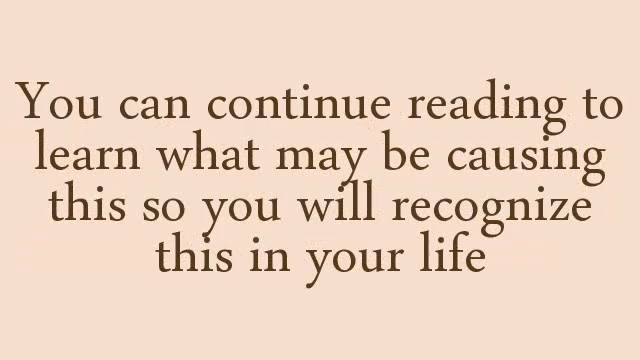 You can continue reading to
learn what may be causing
this so you will recognize
this in your life